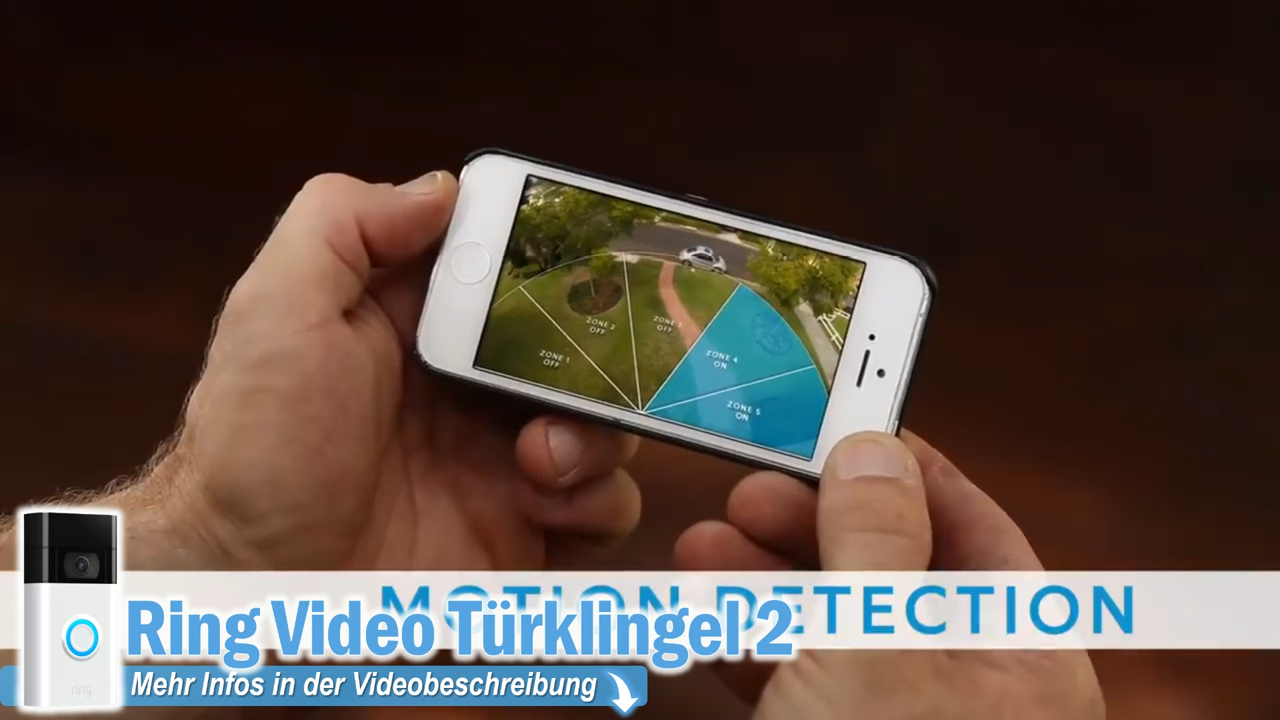 ZONE 1
OFF
ZONE 2
OFF
ZONE 3
OFF
ZONE 4
ON
ZONE 5
ON
MOTION DETECTION
Ring Video Türklingel 2
Mehr Infos in der Videobeschreibung
ring